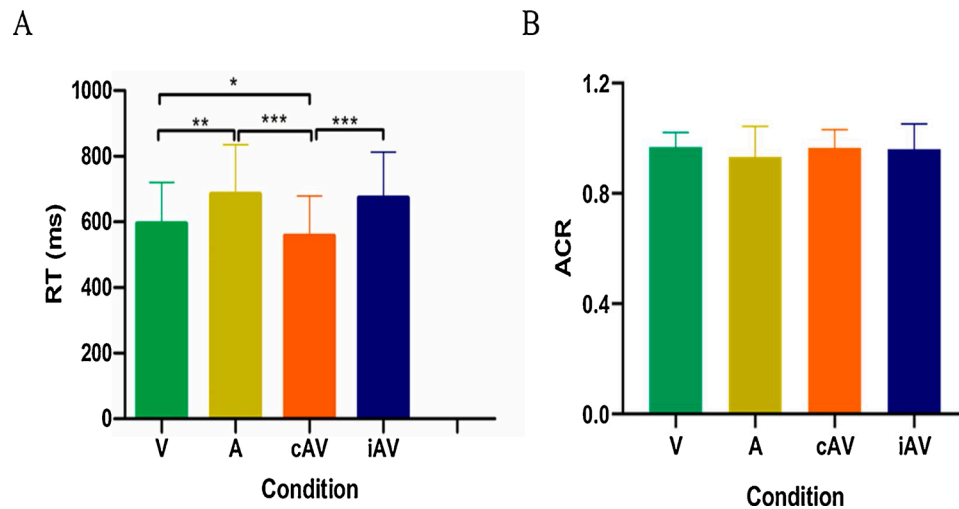 A
B
1000
800
600
400
200
0
RT (ms)
*
**
***
***
V A cAV iAV
Condition
1.2
0.8
0.4
0.0
ACR
V A cAV iAV
Condition